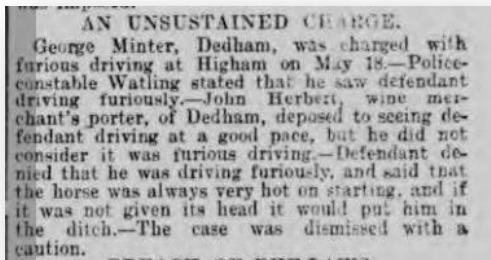 AN UNSUSTAINED CHARGE.
George Minter, Dedham, was charged with
furious driving at Higham on May 18.—Police-
constable Watling stated that he saw defendant
driving furiously.—John Herbert, wine mer-
chant's porter, of Dedham, deposed to seeing de-
fendant driving at a good pace, but he did not
consider it was furious driving.—Defendant de-
nied that he was driving furiously, and said that
the horse was always very hot on starting, and if
it was not given its head it would put him in
the ditch.—The case was dismissed with a
caution.